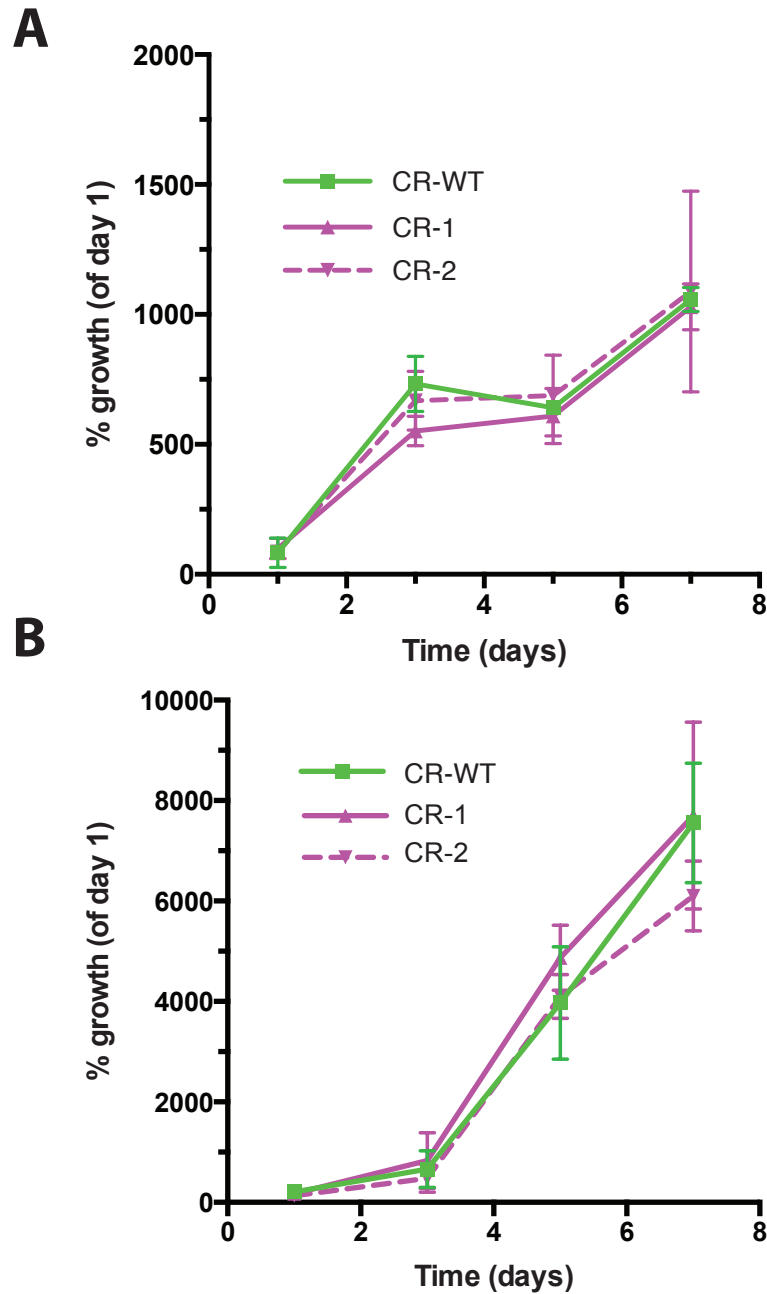 A
2000
1500
1000
500
0
% growth (of day 1)
CR-WT
CR-1
CR-2
0 2 4 6 8
Time (days)
B
10000
8000
6000
4000
2000
0
% growth (of day 1)
CR-WT
CR-1
CR-2
0 2 4 6 8
Time (days)